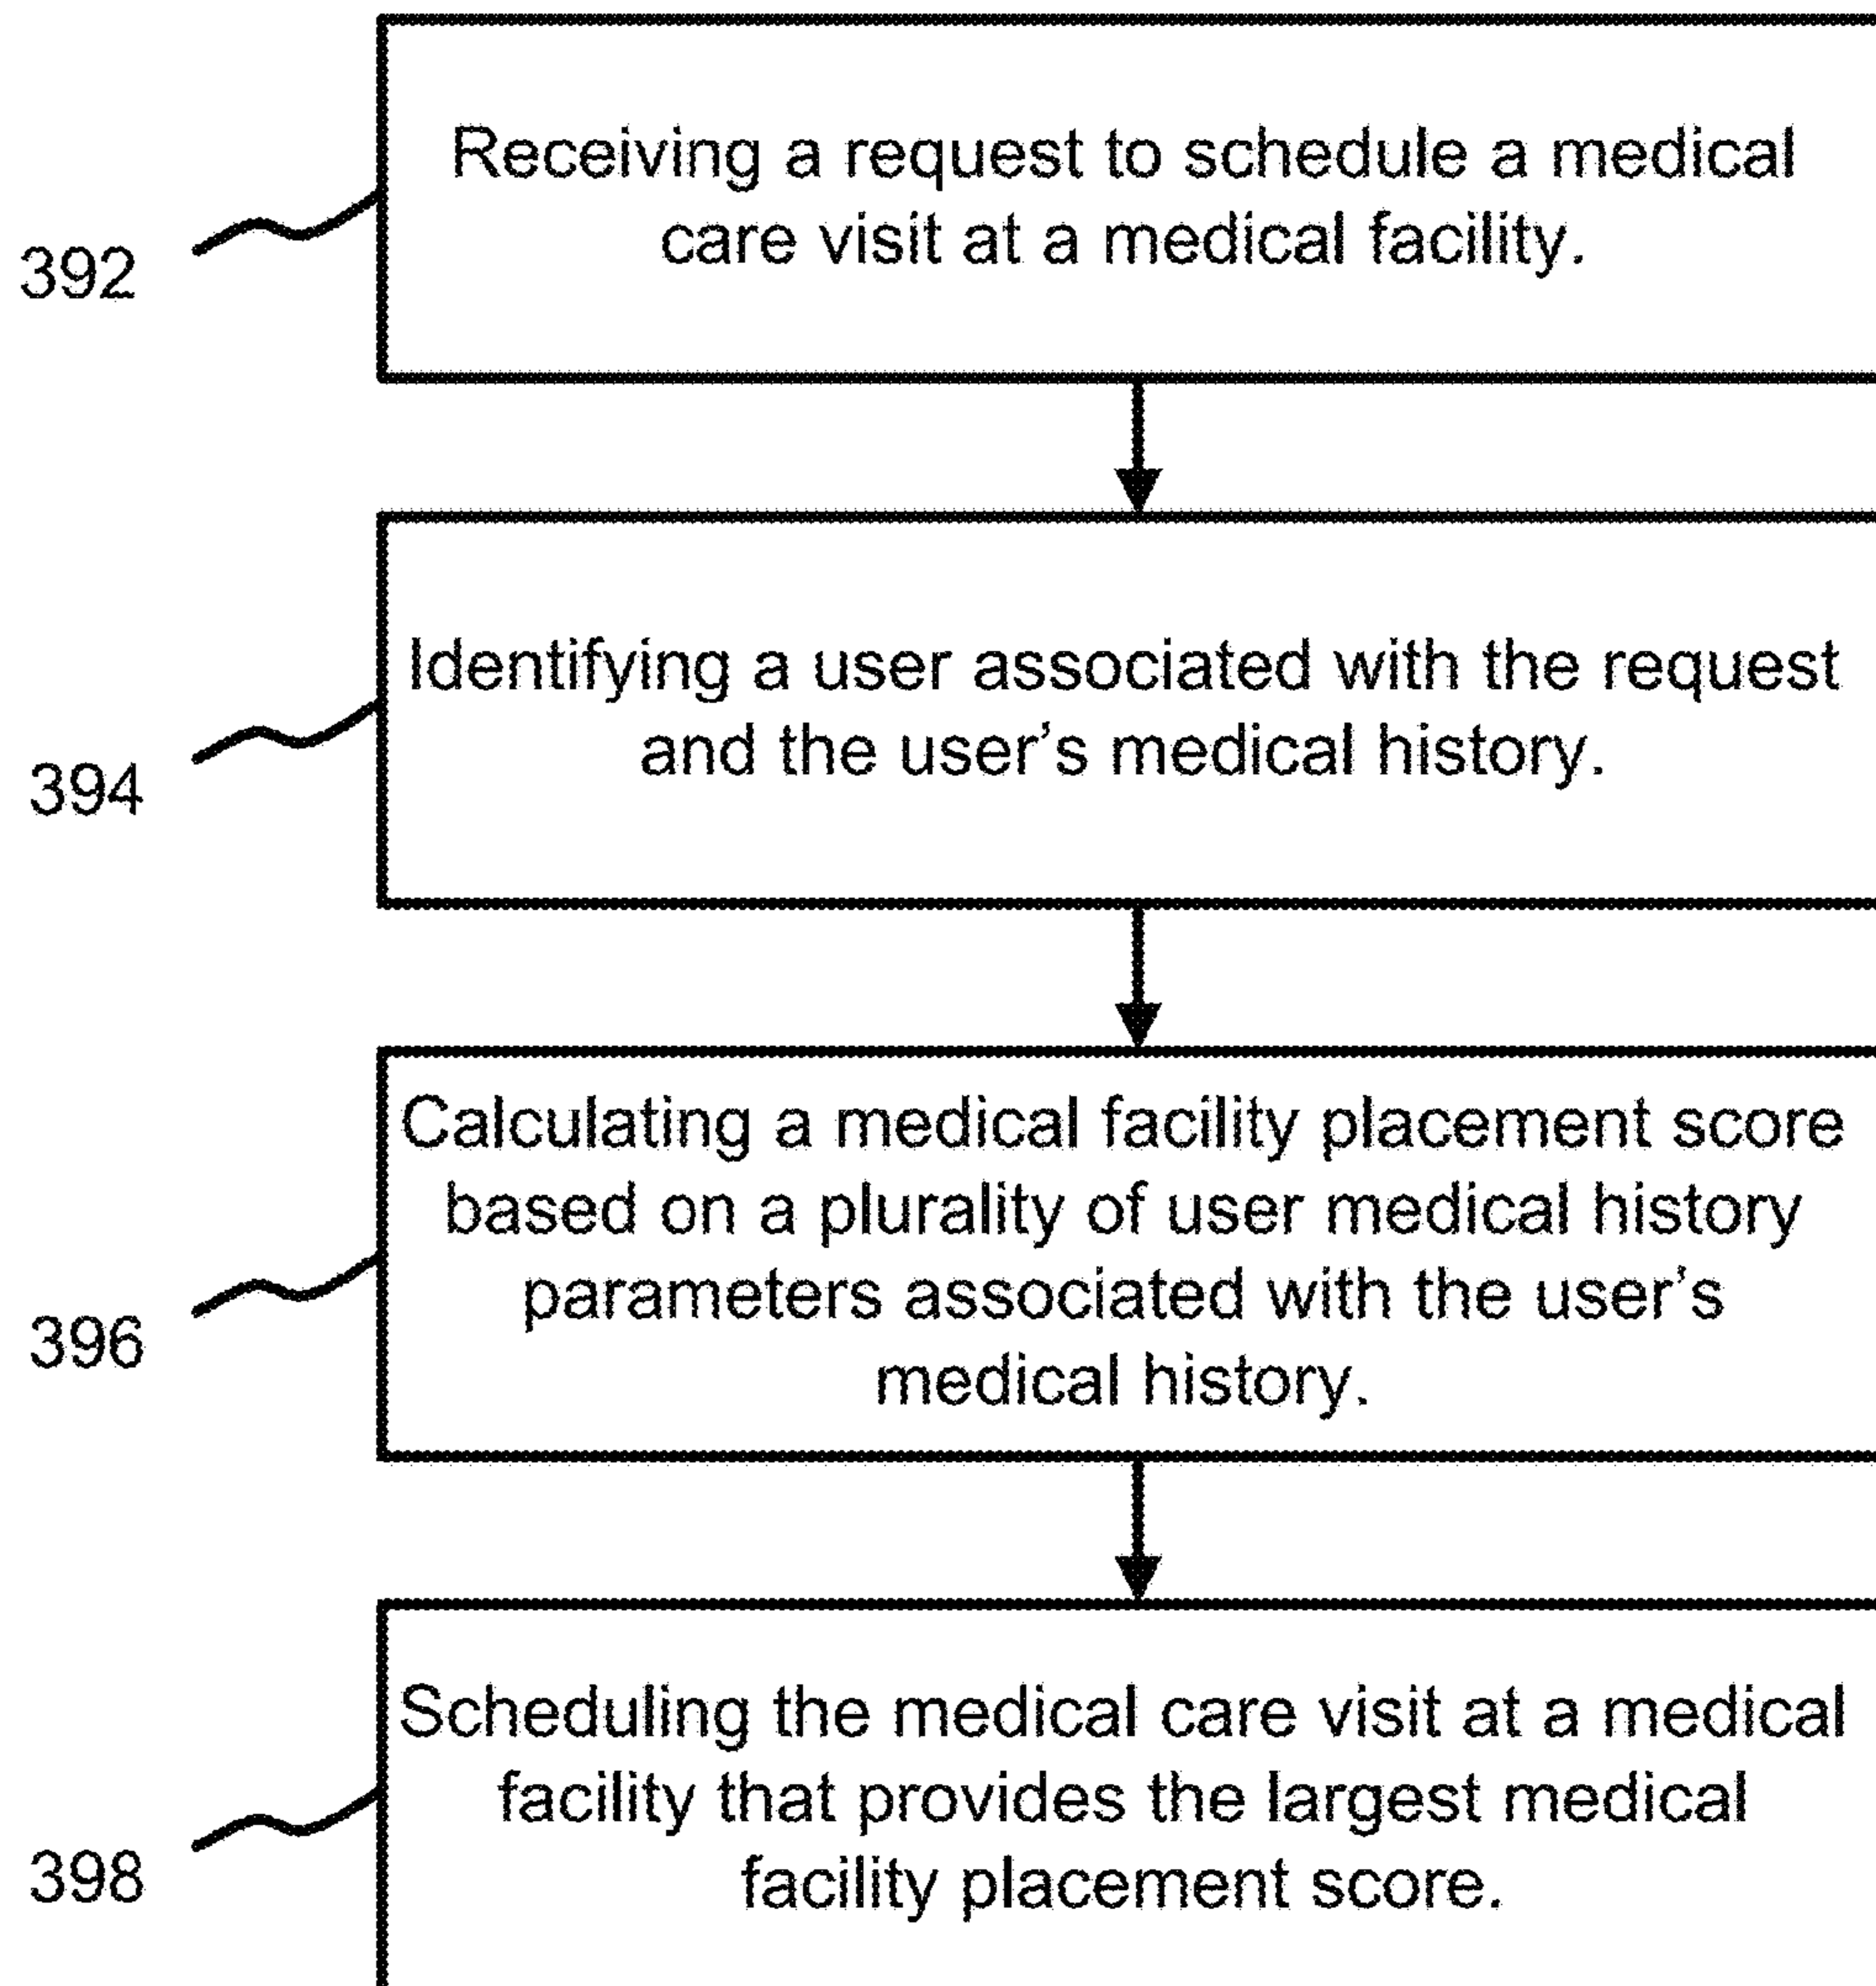 Receiving a request to schedule a medical
care visit at a medical facility.
392
Identifying a user associated with the request
and the user's medical history.
394
Calculating a medical facility placement score
based on a plurality of user medical history
parameters associated with the user's
medical history.
396
Scheduling the medical care visit at a medical
facility that provides the largest medical
facility placement score.
398